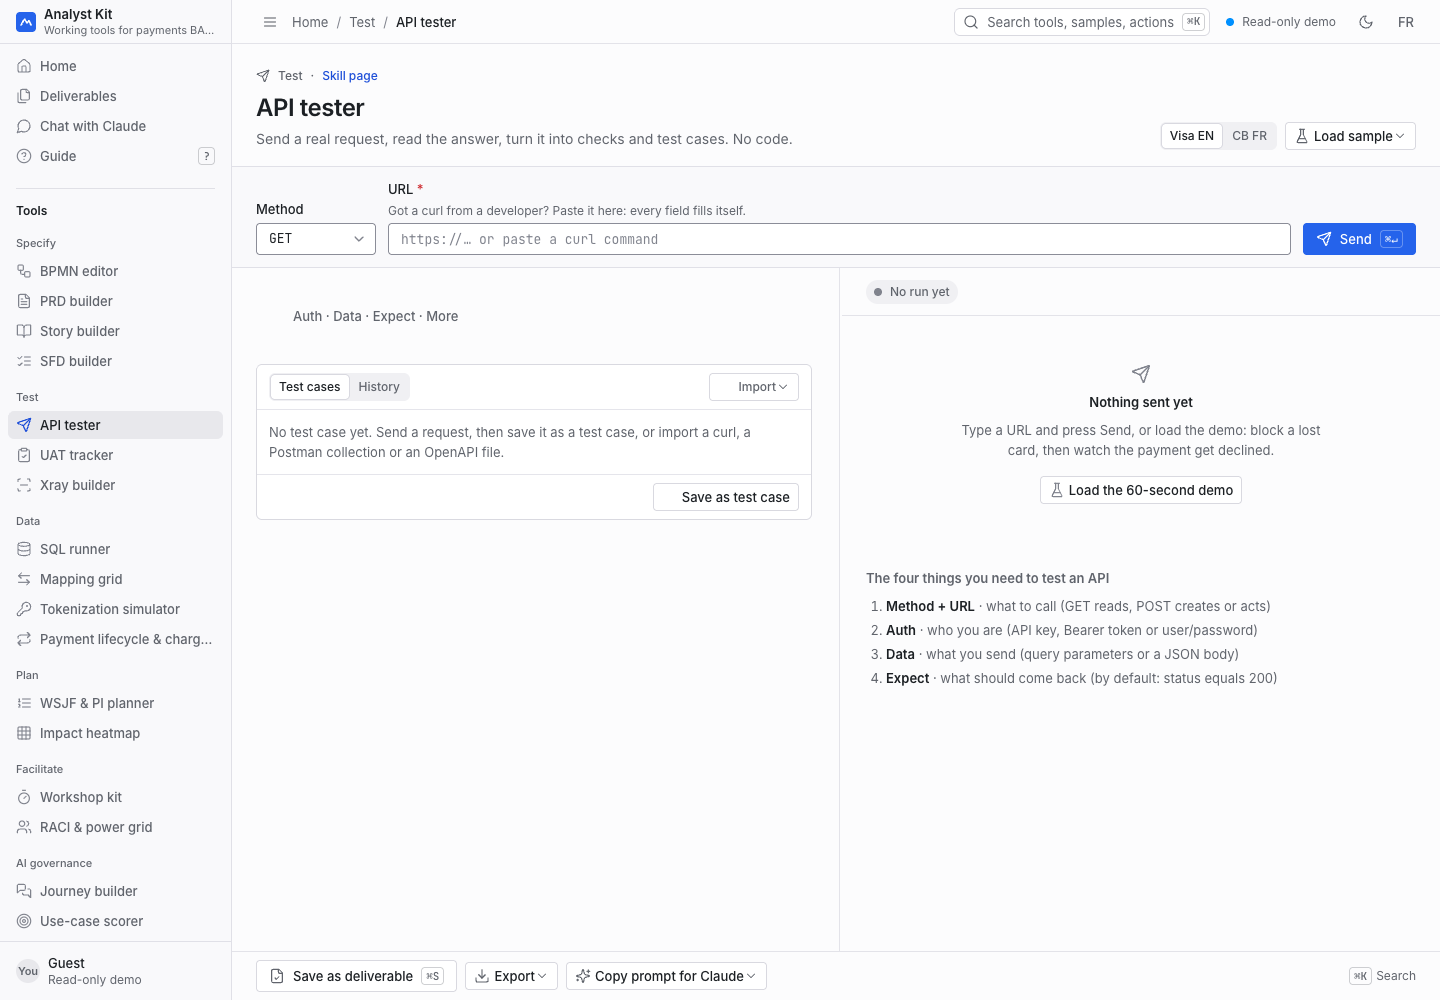 Analyst Kit
Working tools for payments BA...
Home
Deliverables
Chat with Claude
Guide
?
Tools
Specify
BPMN editor
PRD builder
Story builder
SFD builder
Test
API tester
UAT tracker
Xray builder
Data
SQL runner
Mapping grid
Tokenization simulator
Payment lifecycle & charg...
Plan
WSJF & PI planner
Impact heatmap
Facilitate
Workshop kit
RACI & power grid
AI governance
Journey builder
Use-case scorer
You
Guest
Read-only demo
Home / Test / API tester
Search tools, samples, actions ⌘K
Read-only demo
FR
Test · Skill page
API tester
Send a real request, read the answer, turn it into checks and test cases. No code.
Visa EN
CB FR
Load sample
Method
GET
URL *
Got a curl from a developer? Paste it here: every field fills itself.
https://… or paste a curl command
Send ⌘↵
Auth · Data · Expect · More
Test cases
History
Import
No test case yet. Send a request, then save it as a test case, or import a curl, a
Postman collection or an OpenAPI file.
Save as test case
No run yet
Nothing sent yet
Type a URL and press Send, or load the demo: block a lost
card, then watch the payment get declined.
Load the 60-second demo
The four things you need to test an API
1. Method + URL · what to call (GET reads, POST creates or acts)
2. Auth · who you are (API key, Bearer token or user/password)
3. Data · what you send (query parameters or a JSON body)
4. Expect · what should come back (by default: status equals 200)
Save as deliverable ⌘S
Export
Copy prompt for Claude
⌘K Search